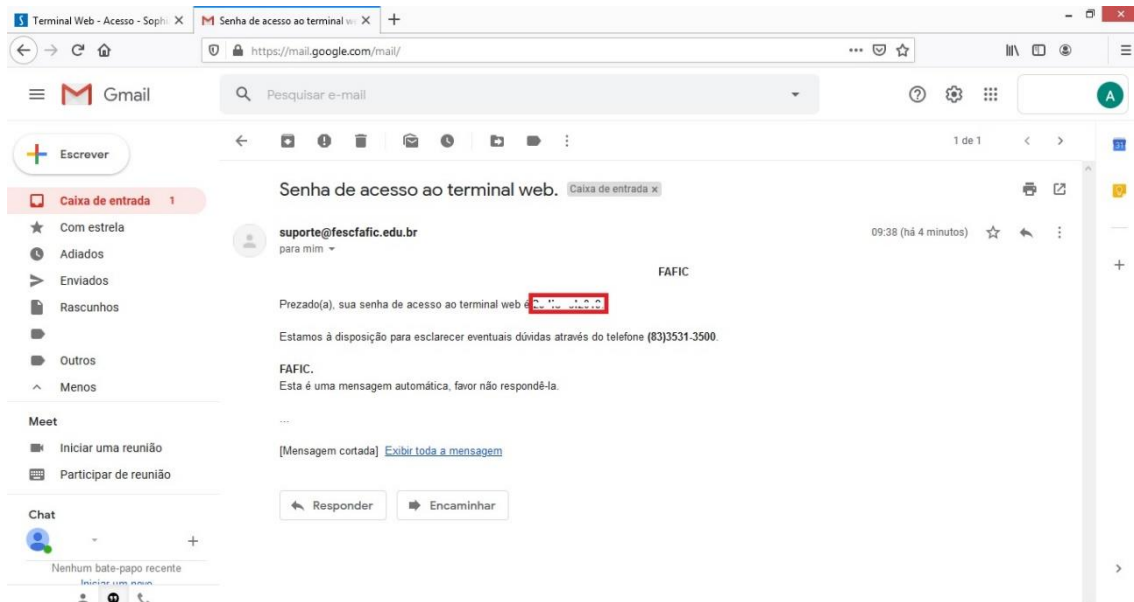 Terminal Web - Acesso - Soph
Senha de acesso ao terminal we
https://mail.google.com/mail/
Gmail
Pesquisar e-mail
A
Escrever
1 de 1
31
Senha de acesso ao terminal web. Caixa de entrada x
Caixa de entrada 1
Com estrela
Adiados
Enviados
Rascunhos
Outros
Menos
suporte@fescfafic.edu.br
09:38 (há 4 minutos)
para mim
FAFIC
Prezado(a), sua senha de acesso ao terminal web é
Estamos à disposição para esclarecer eventuais dúvidas através do telefone (83)3531-3500.
FAFIC.
Esta é uma mensagem automática, favor não respondê-la.
...
[Mensagem cortada] Exibir toda a mensagem
Responder
Encaminhar
Meet
Iniciar uma reunião
Participar de reunião
Chat
Nenhum bate-papo recente
Iniciar um novo